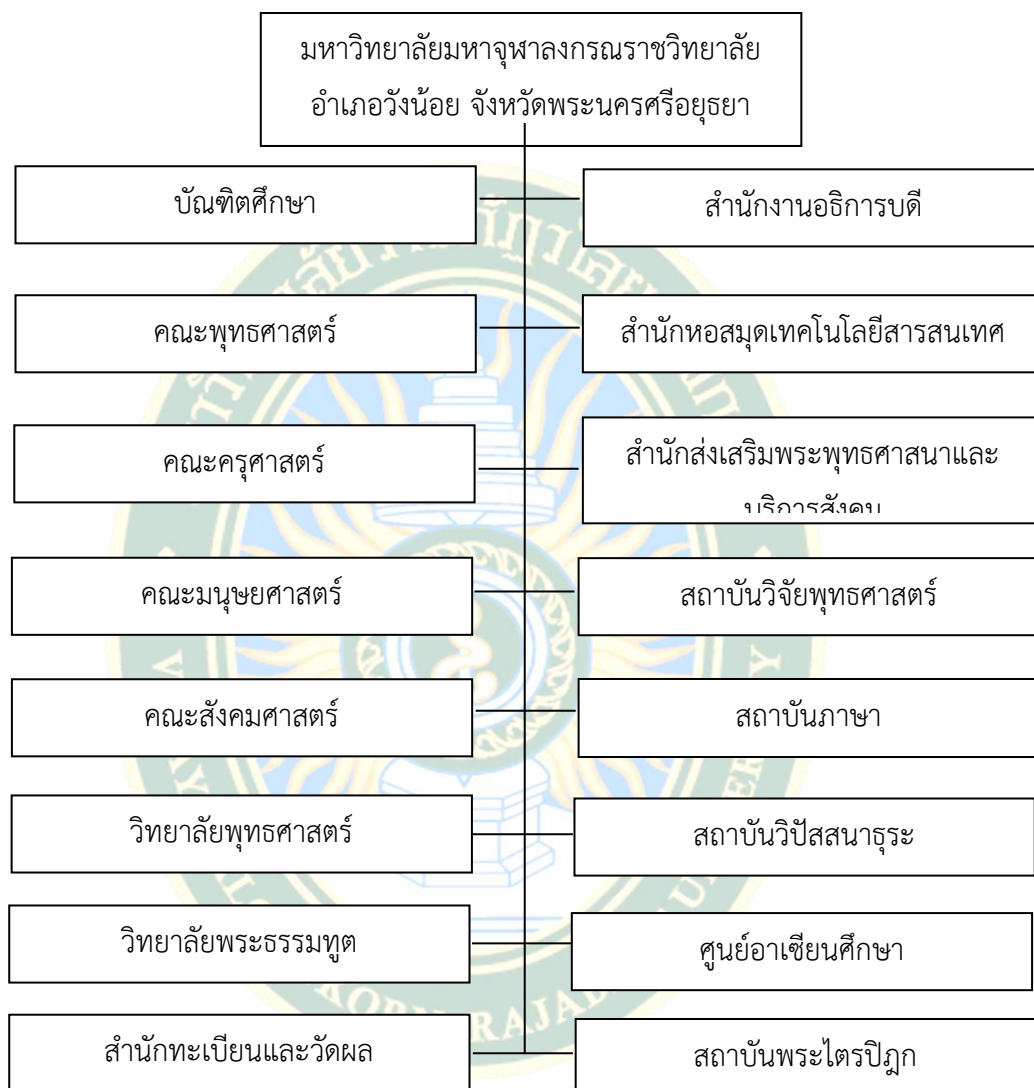 มหาวิทยาลัยมหาจุฬาลงกรณราชวิทยาลัย
อำเภอวังน้อย จังหวัดพระนครศรีอยุธยา
บัณฑิตศึกษา
สำนักงานอธิการบดี
คณะพุทธศาสตร์
สำนักหอสมุดเทคโนโลยีสารสนเทศ
คณะครุศาสตร์
สำนักส่งเสริมพระพุทธศาสนาและ
บริการสังคม
คณะมนุษยศาสตร์
สถาบันวิจัยพุทธศาสตร์
คณะสังคมศาสตร์
สถาบันภาษา
วิทยาลัยพุทธศาสตร์
สถาบันวิปัสสนาธุระ
วิทยาลัยพระธรรมทูต
ศูนย์อาเซียนศึกษา
สำนักทะเบียนและวัดผล
สถาบันพระไตรปิฎก